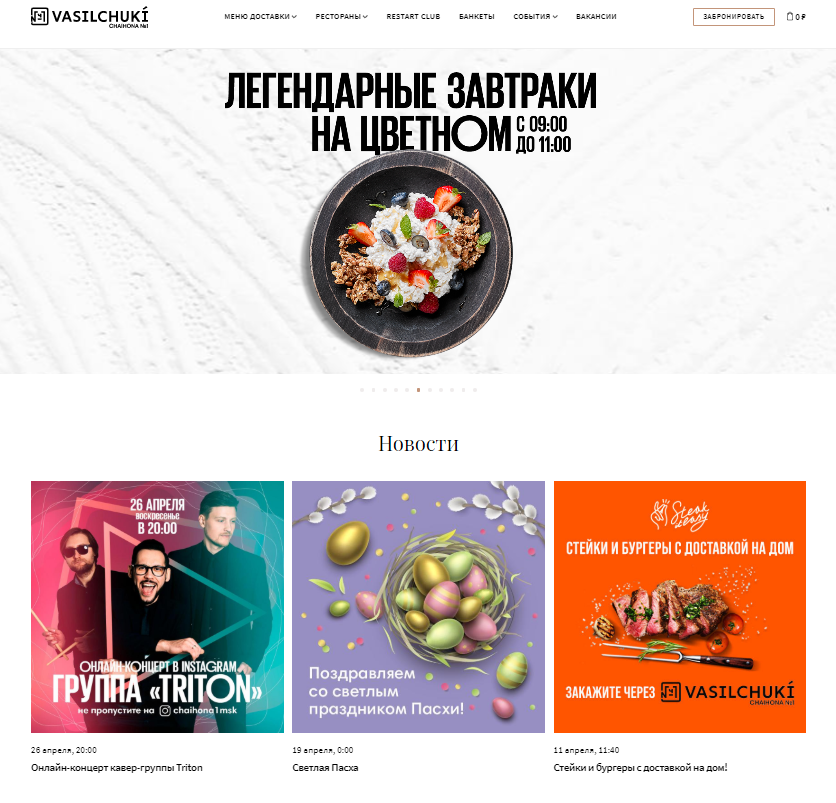 VASILCHUKÍ
CHAIHONA №1
МЕНЮ ДОСТАВКИ
РЕСТОРАНЫ
RESTART CLUB
БАНКЕТЫ
СОБЫТИЯ
ВАКАНСИИ
ЗАБРОНИРОВАТЬ
0 ₽
ЛЕГЕНДАРНЫЕ ЗАВТРАКИ
НА ЦВЕТНОМ С 09:00
ДО 11:00
Новости
26 АПРЕЛЯ
воскресенье
В 20:00
ОНЛАЙН-КОНЦЕРТ В INSTAGRAM
ГРУППА «TRITON»
не пропустите на chaihona1msk
26 апреля, 20:00
Онлайн-концерт кавер-группы Triton
Поздравляем
со светлым
праздником Пасхи!
19 апреля, 0:00
Светлая Пасха
Steak
&easy
СТЕЙКИ И БУРГЕРЫ С ДОСТАВКОЙ НА ДОМ
ЗАКАЖИТЕ ЧЕРЕЗ VASILCHUKÍ
CHAIHONA №1
11 апреля, 11:40
Стейки и бургеры с доставкой на дом!